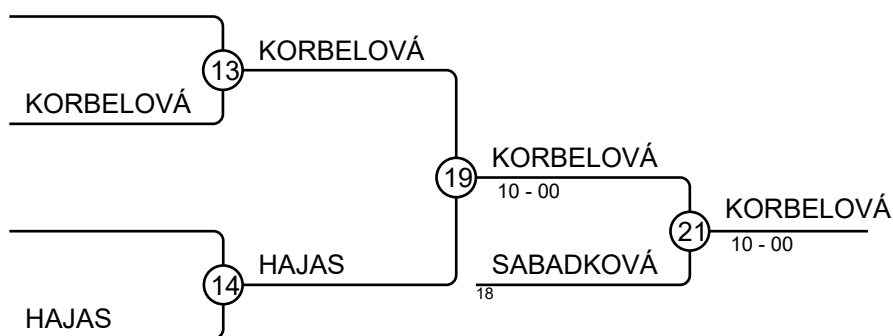 KORBELOVÁ
13
KORBELOVÁ
KORBELOVÁ
19
10 - 00
KORBELOVÁ
21
10 - 00
HAJAS
14
SABADKOVÁ
18
HAJAS